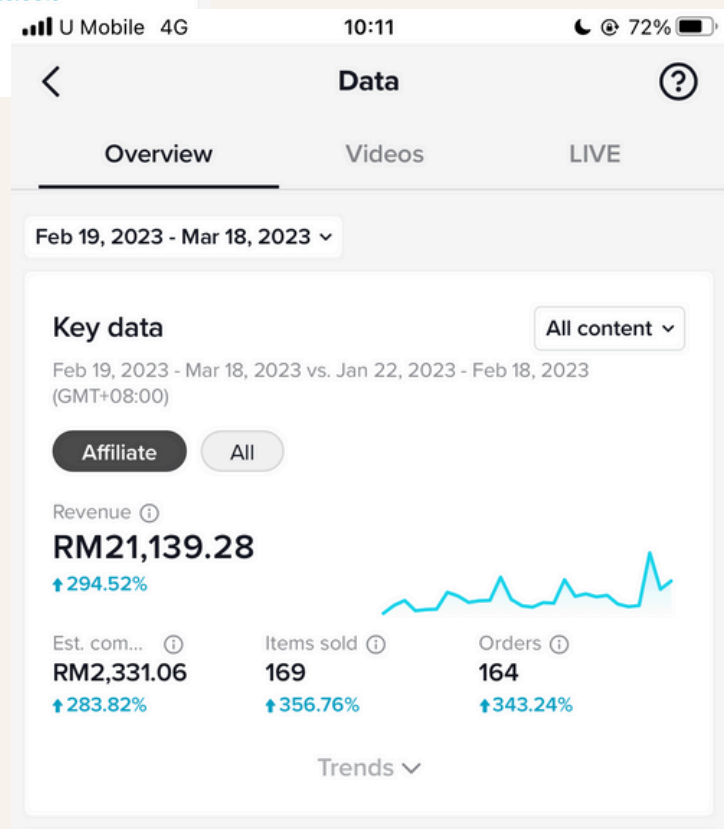 U Mobile 4G 10:11 72%
Data
Overview Videos LIVE
Feb 19, 2023 - Mar 18, 2023
Key data All content
Feb 19, 2023 - Mar 18, 2023 vs. Jan 22, 2023 - Feb 18, 2023
(GMT+08:00)
Affiliate All
Revenue
RM21,139.28
294.52%
Est. com... Items sold Orders
RM2,331.06 169 164
283.82% 356.76% 343.24%
Trends